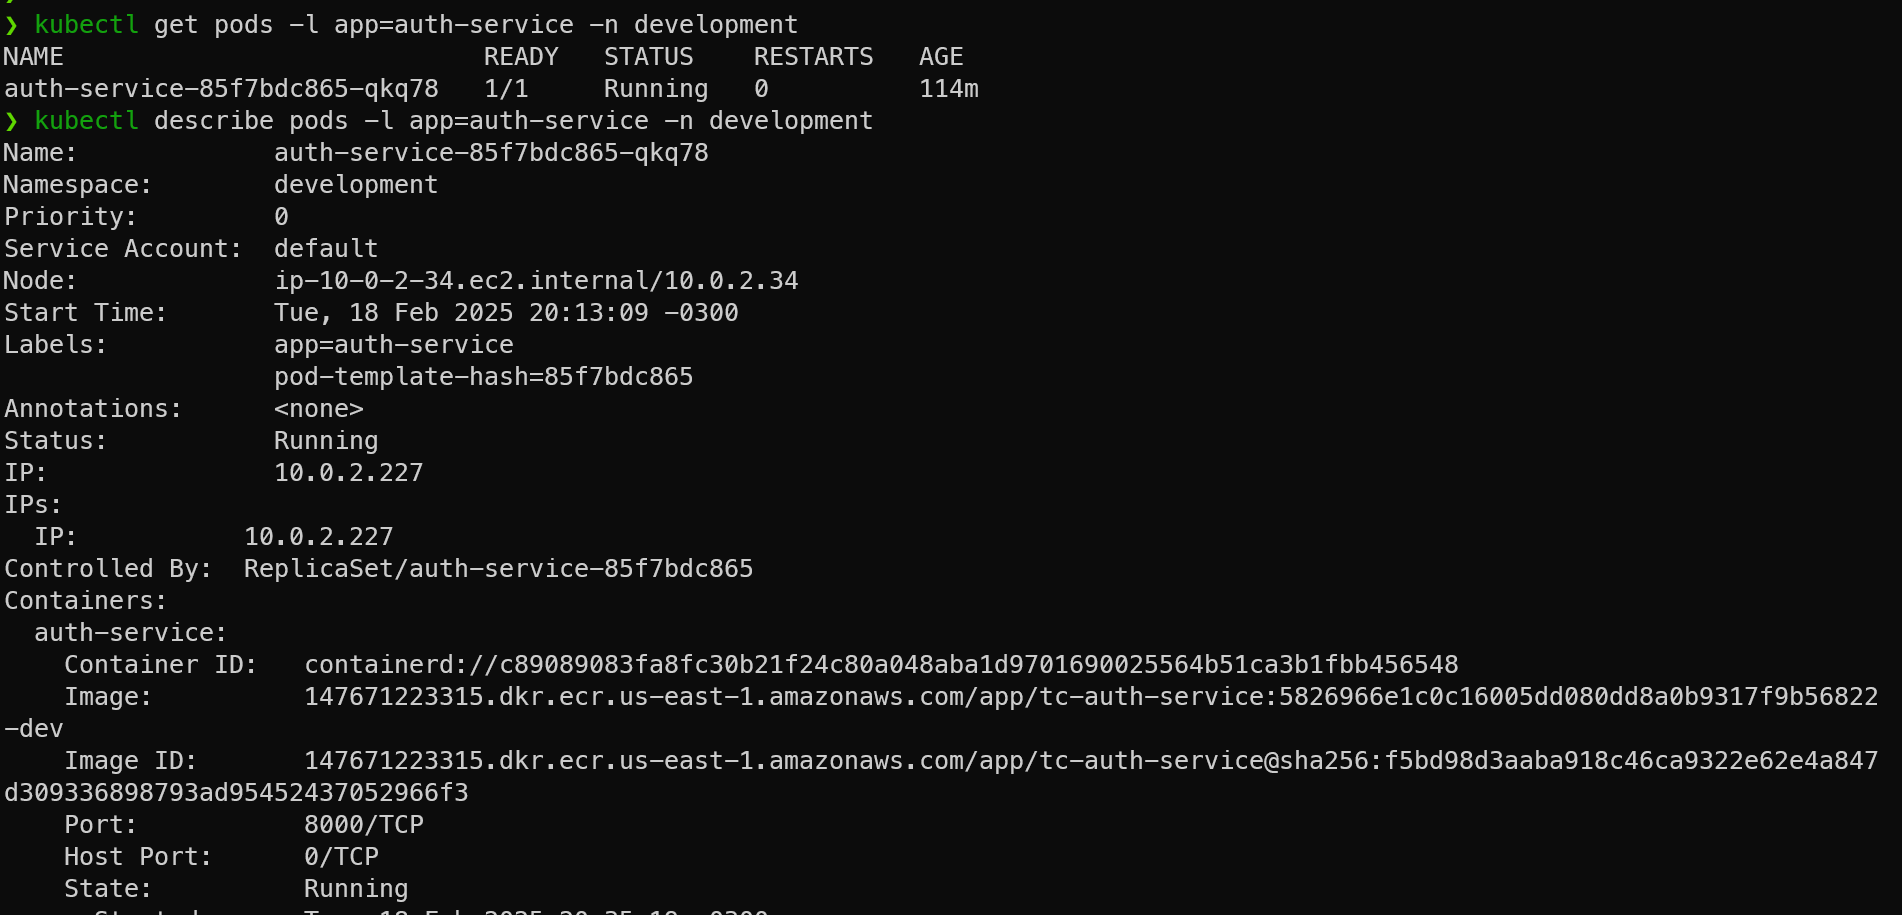 ❯ kubectl get pods -l app=auth-service -n development
NAME                            READY   STATUS    RESTARTS   AGE
auth-service-85f7bdc865-qkq78   1/1     Running   0          114m
❯ kubectl describe pods -l app=auth-service -n development
Name:             auth-service-85f7bdc865-qkq78
Namespace:        development
Priority:         0
Service Account:  default
Node:             ip-10-0-2-34.ec2.internal/10.0.2.34
Start Time:       Tue, 18 Feb 2025 20:13:09 -0300
Labels:           app=auth-service
                  pod-template-hash=85f7bdc865
Annotations:      <none>
Status:           Running
IP:               10.0.2.227
IPs:
  IP:           10.0.2.227
Controlled By:  ReplicaSet/auth-service-85f7bdc865
Containers:
  auth-service:
    Container ID:   containerd://c89089083fa8fc30b21f24c80a048aba1d9701690025564b51ca3b1fbb456548
    Image:          147671223315.dkr.ecr.us-east-1.amazonaws.com/app/tc-auth-service:5826966e1c0c16005dd080dd8a0b9317f9b56822
-dev
    Image ID:       147671223315.dkr.ecr.us-east-1.amazonaws.com/app/tc-auth-service@sha256:f5bd98d3aaba918c46ca9322e62e4a847
d309336898793ad95452437052966f3
    Port:           8000/TCP
    Host Port:      0/TCP
    State:          Running